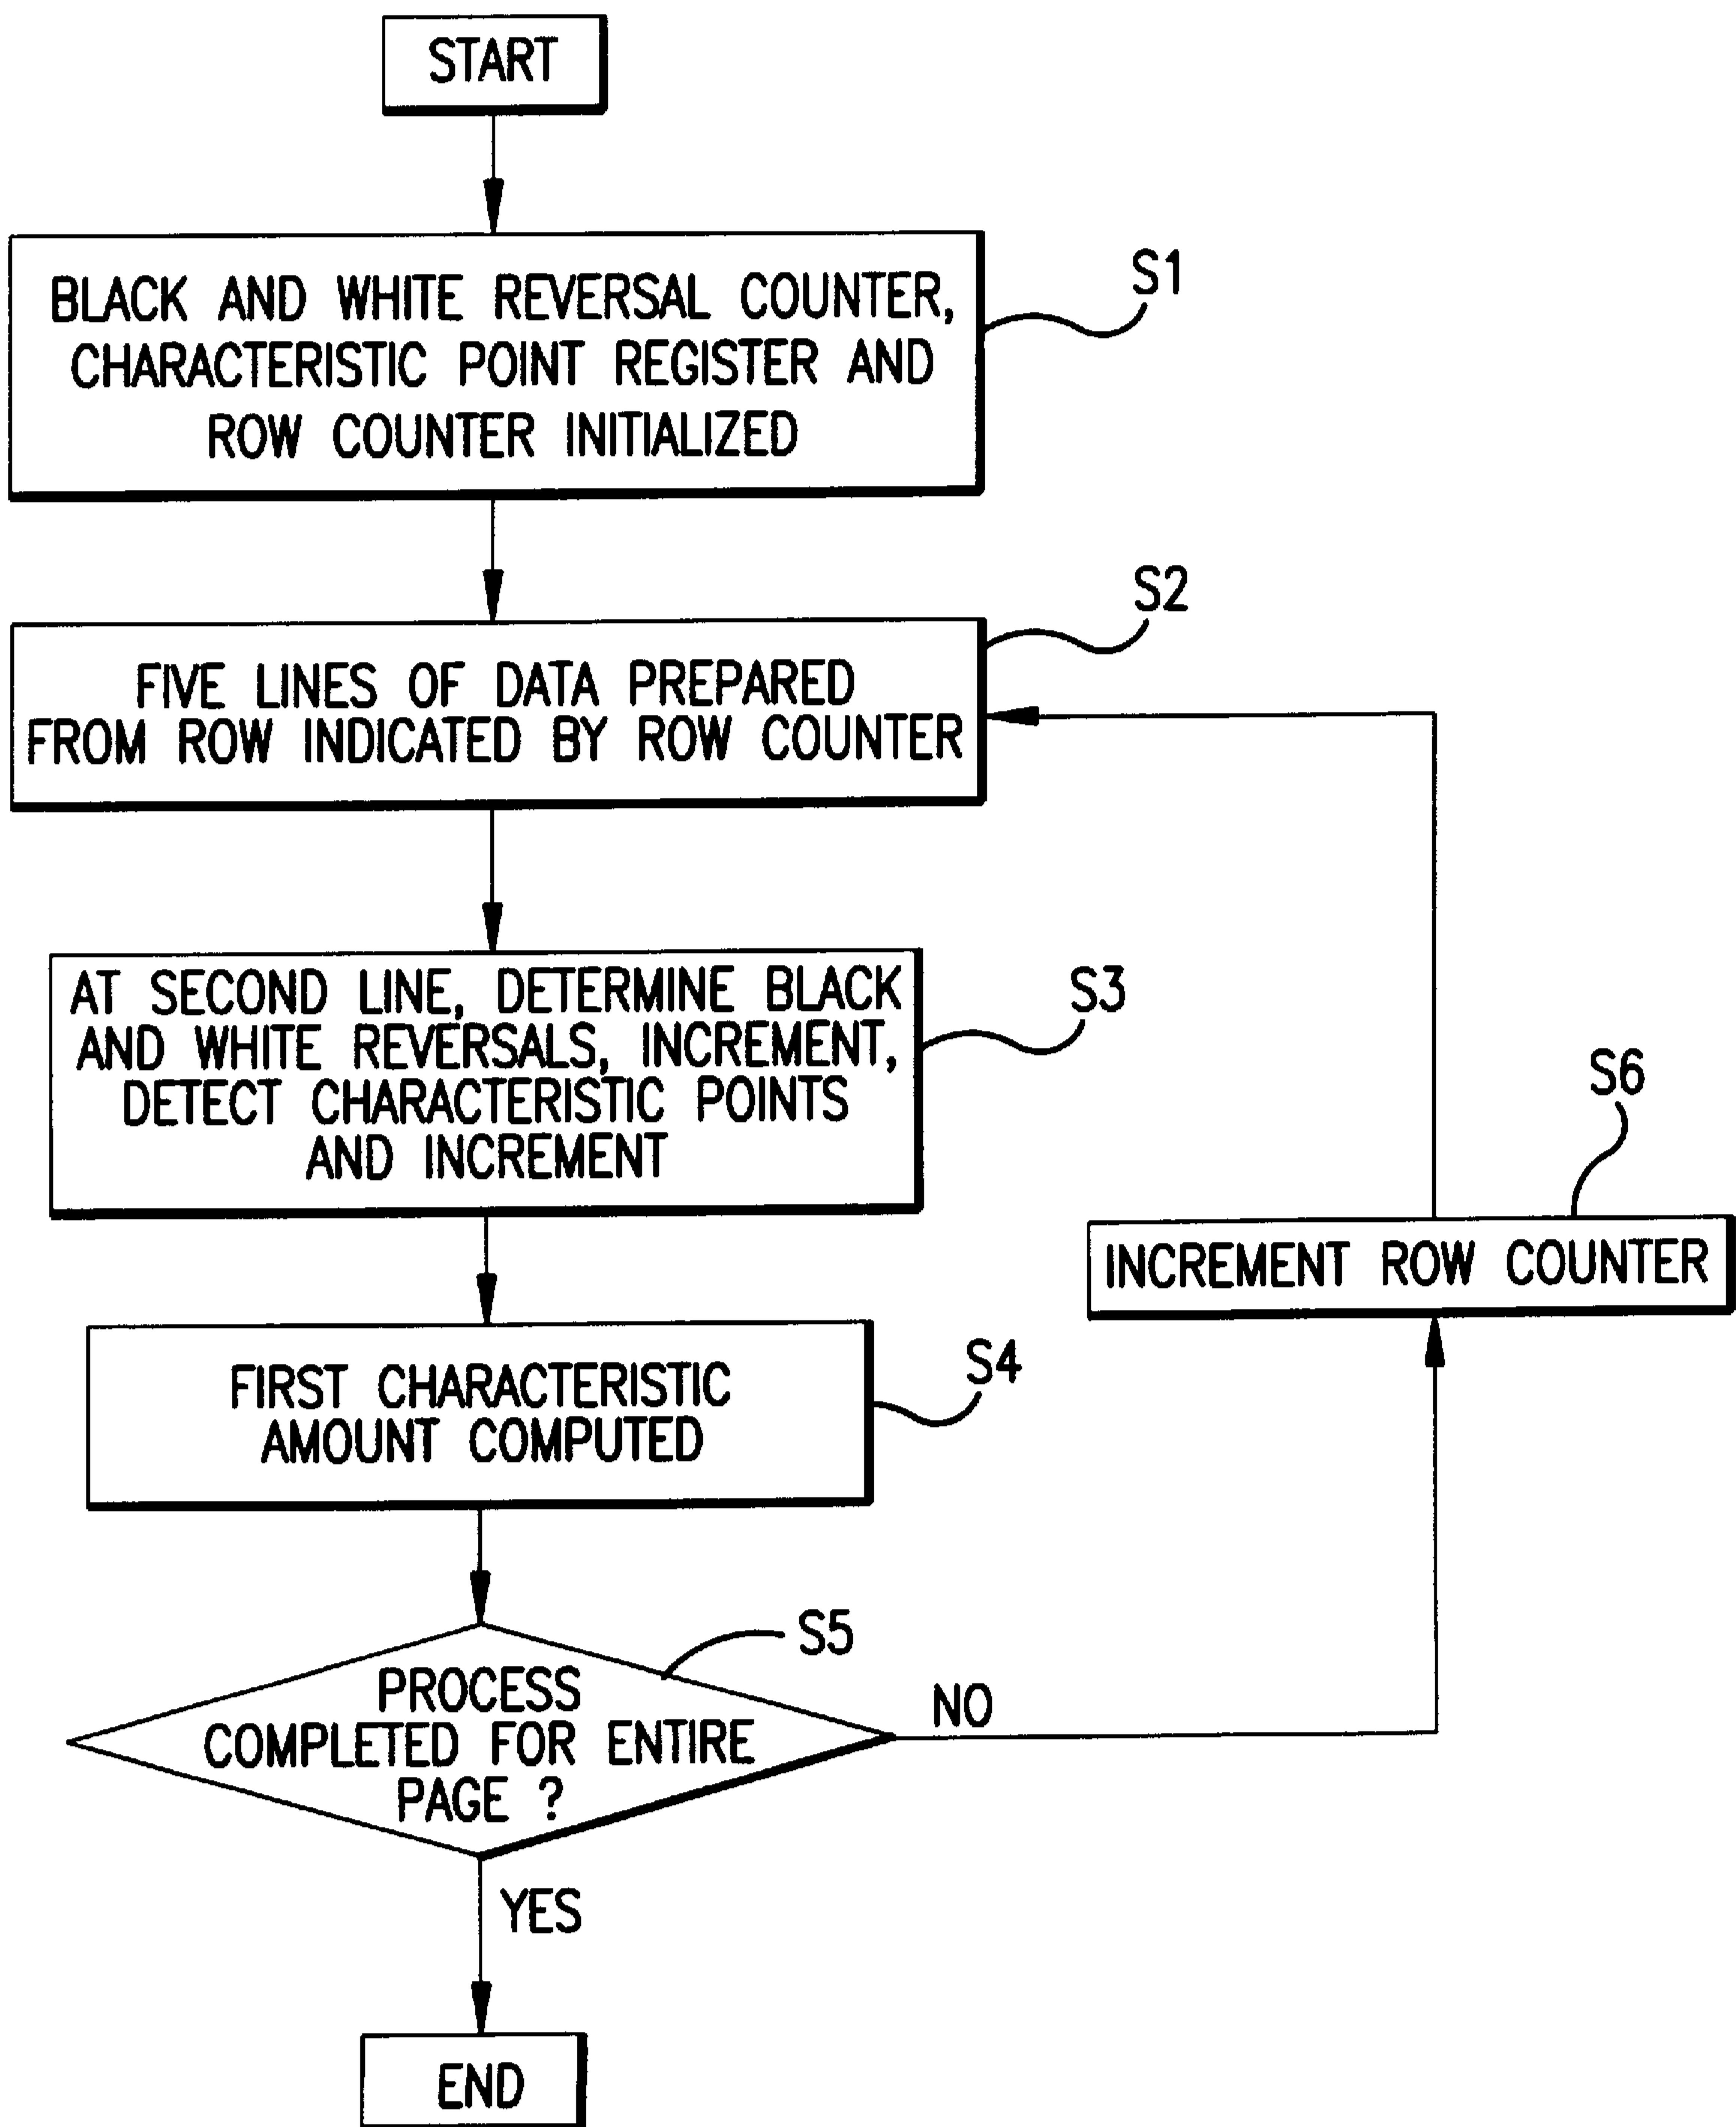 START
BLACK AND WHITE REVERSAL COUNTER,
CHARACTERISTIC POINT REGISTER AND
ROW COUNTER INITIALIZED
S1
FIVE LINES OF DATA PREPARED
FROM ROW INDICATED BY ROW COUNTER
S2
AT SECOND LINE, DETERMINE BLACK
AND WHITE REVERSALS, INCREMENT,
DETECT CHARACTERISTIC POINTS
AND INCREMENT
S3
FIRST CHARACTERISTIC
AMOUNT COMPUTED
S4
PROCESS
COMPLETED FOR ENTIRE
PAGE ?
S5
NO
INCREMENT ROW COUNTER
S6
YES
END